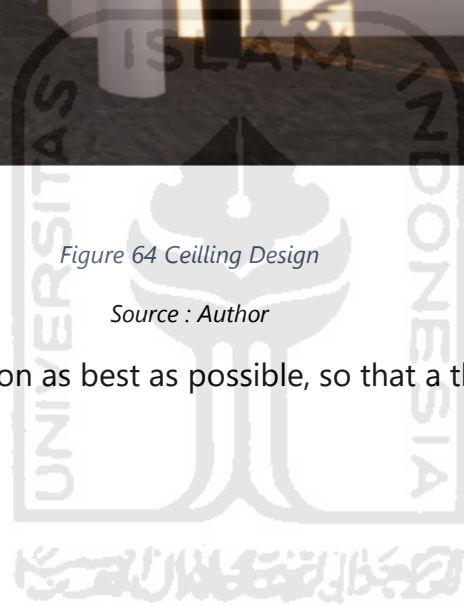 ISLAM
UNIVERSITAS
INDONESIA
Figure 64 Ceilling Design
Source : Author
on as best as possible, so that a th